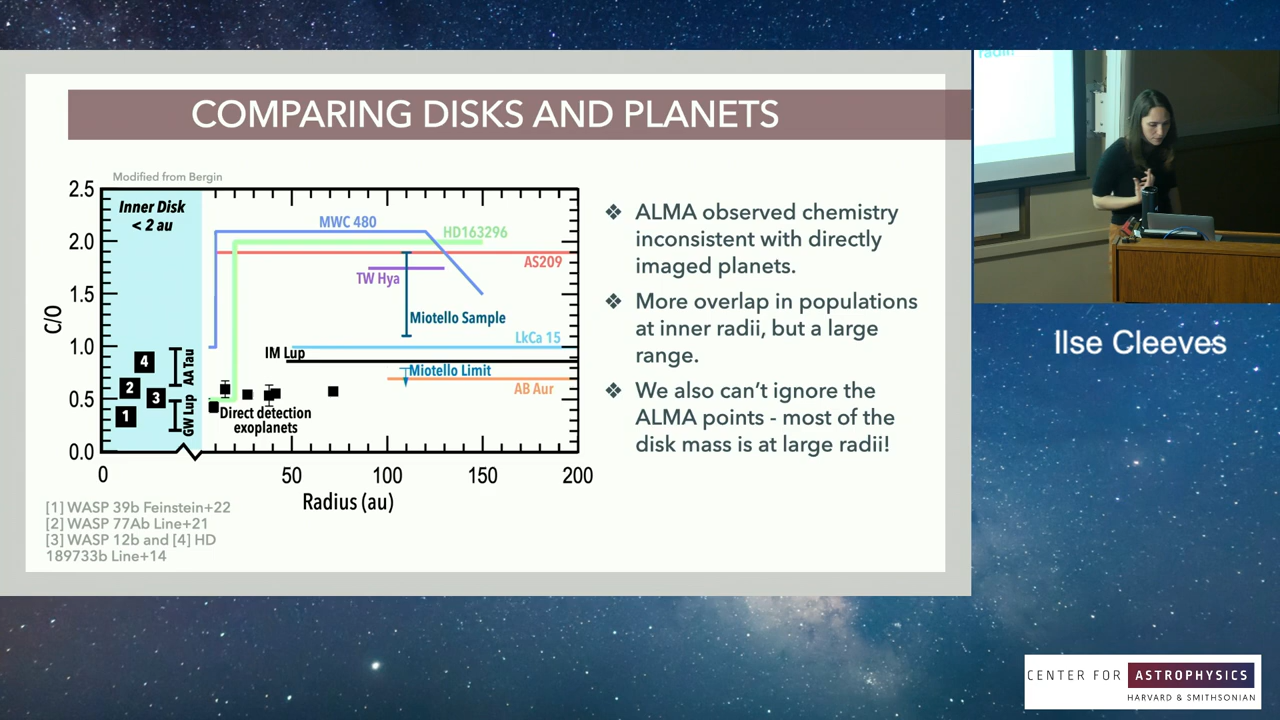 COMPARING DISKS AND PLANETS
Modified from Bergin
Inner Disk
< 2 au
MWC 480
HD163296
AS209
TW Hya
Miotello Sample
LkCa 15
IM Lup
Miotello Limit
AB Aur
Direct detection
exoplanets
AA Tau
GW Lup
4
2
3
1
C/O
2.5
2.0
1.5
1.0
0.5
0.0
0
50
100
150
200
Radius (au)
[1] WASP 39b Feinstein+22
[2] WASP 77Ab Line+21
[3] WASP 12b and [4] HD
189733b Line+14
❖ ALMA observed chemistry
inconsistent with directly
imaged planets.
❖ More overlap in populations
at inner radii, but a large
range.
❖ We also can't ignore the
ALMA points - most of the
disk mass is at large radii!
radii!
Ilse Cleeves
CENTER FOR ASTROPHYSICS
HARVARD & SMITHSONIAN